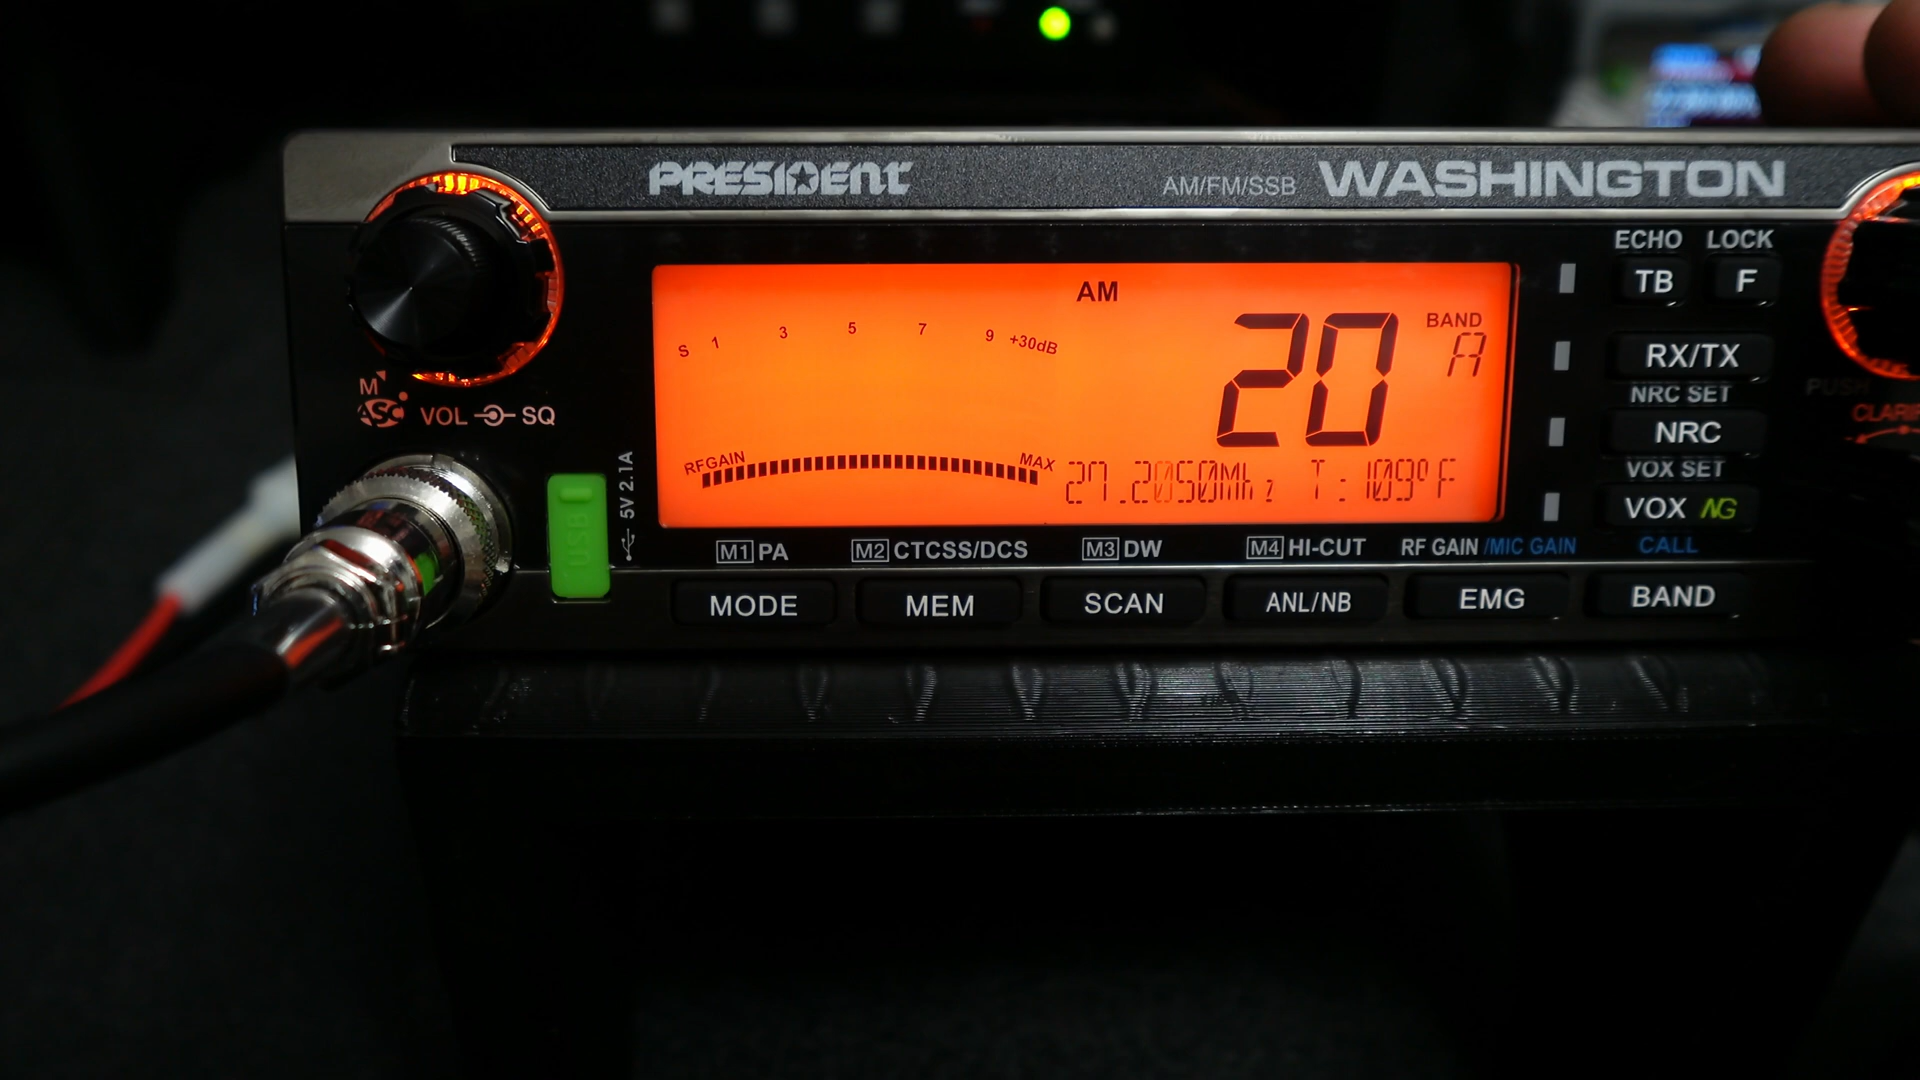 PRESIDENT
AM/FM/SSB WASHINGTON
ECHO LOCK
TB F
AM
S 1 3 5 7 9 +30dB
20
BAND
A
RX/TX
NRC SET
NRC
RF GAIN MAX
27.2050MHz T:109°F
VOX SET
VOX NG
CALL
M
ASC VOL SQ
PUSH
USB
5V 2.1A
M1 PA M2 CTCSS/DCS M3 DW M4 HI-CUT RF GAIN /MIC GAIN
MODE MEM SCAN ANL/NB EMG BAND